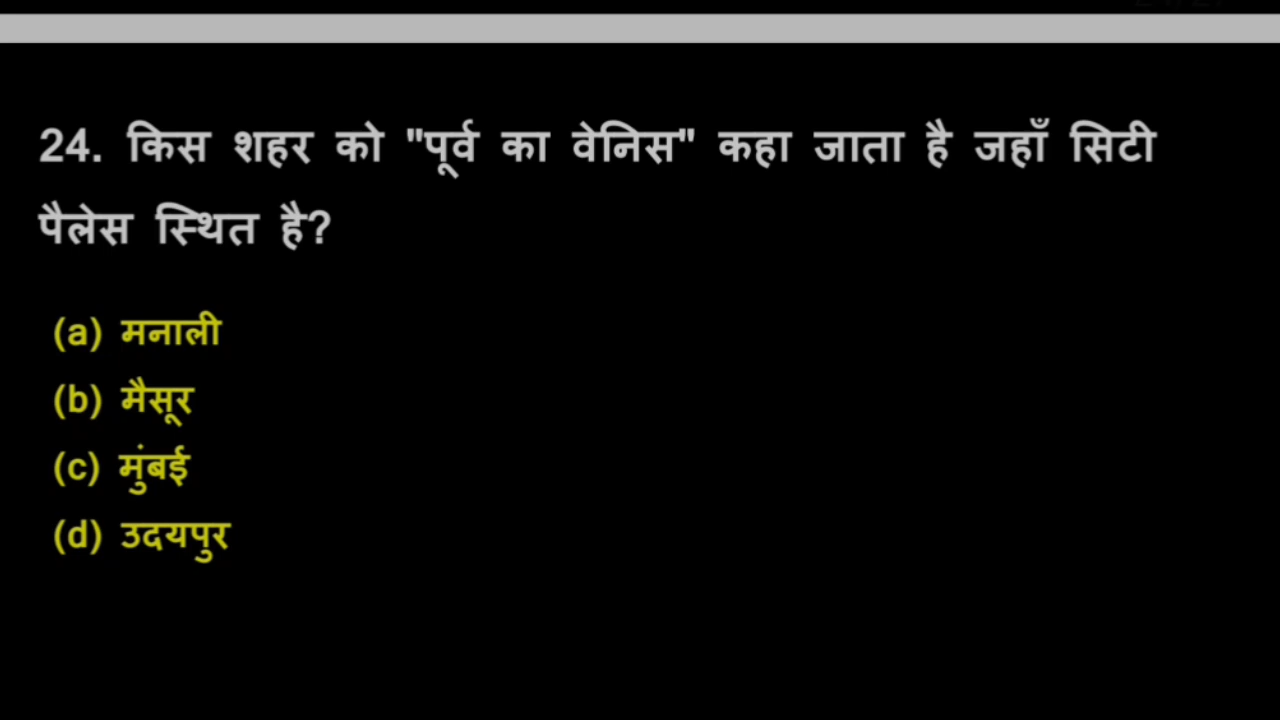 24. किस शहर को "पूर्व का वेनिस" कहा जाता है जहाँ सिटी
पैलेस स्थित है?
(a) मनाली
(b) मैसूर
(c) मुंबई
(d) उदयपुर